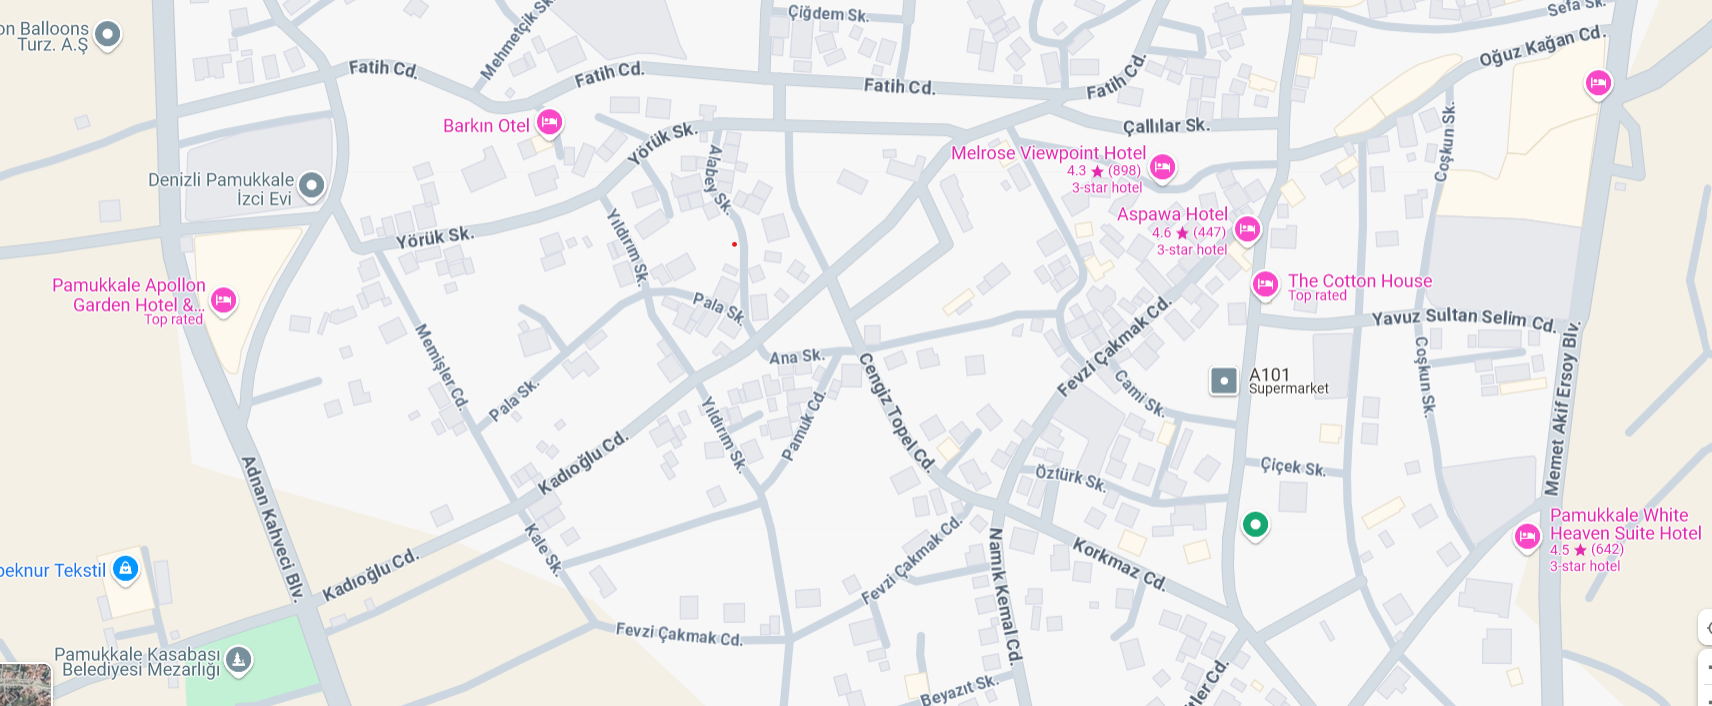 on Balloons
Turz. A.Ş
Mehmetçik Sk.
Çiğdem Sk.
Sefa Sk.
Oğuz Kağan Cd.
Fatih Cd.
Fatih Cd.
Fatih Cd.
Fatih Cd.
Barkın Otel
Yörük Sk.
Çallılar Sk.
Coşkun Sk.
Melrose Viewpoint Hotel
4.3 ★ (898)
3-star hotel
Denizli Pamukkale
İzci Evi
Alabey Sk.
Aspawa Hotel
4.6 ★ (447)
3-star hotel
Yörük Sk.
Yıldırım Sk.
Pamukkale Apollon
Garden Hotel &...
Top rated
The Cotton House
Top rated
Pala Sk.
Yavuz Sultan Selim Cd.
Memişler Cd.
Ana Sk.
Fevzi Çakmak Cd.
Coşkun Sk.
Memet Akif Ersoy Blv.
A101
Supermarket
Pala Sk.
Cengiz Topel Cd.
Cami Sk.
Yıldırım Sk.
Pamuk Cd.
Kadıoğlu Cd.
Adnan Kahveci Blv.
Öztürk Sk.
Çiçek Sk.
Pamukkale White
Heaven Suite Hotel
4.5 ★ (642)
3-star hotel
Kale Sk.
Fevzi Çakmak Cd.
Namık Kemal Cd.
Korkmaz Cd.
peknur Tekstil
Kadıoğlu Cd.
Fevzi Çakmak Cd.
Pamukkale Kasabası
Belediyesi Mezarlığı
Beyazıt Sk.
itler Cd.